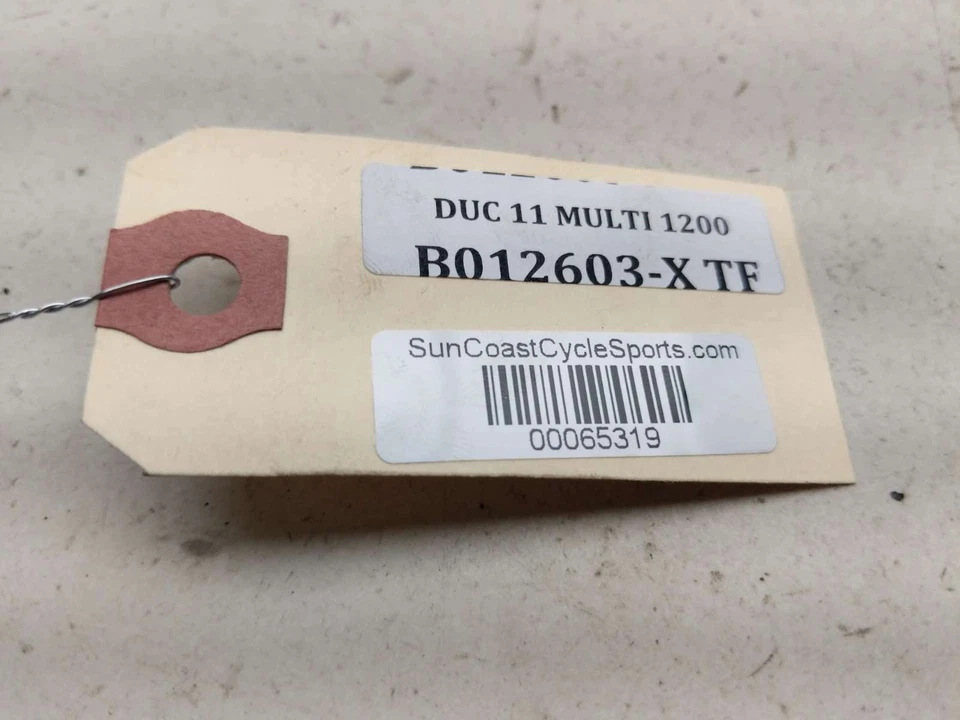 DUC 11 MULTI 1200
B012603-X TF
SunCoastCycleSports.com
00065319